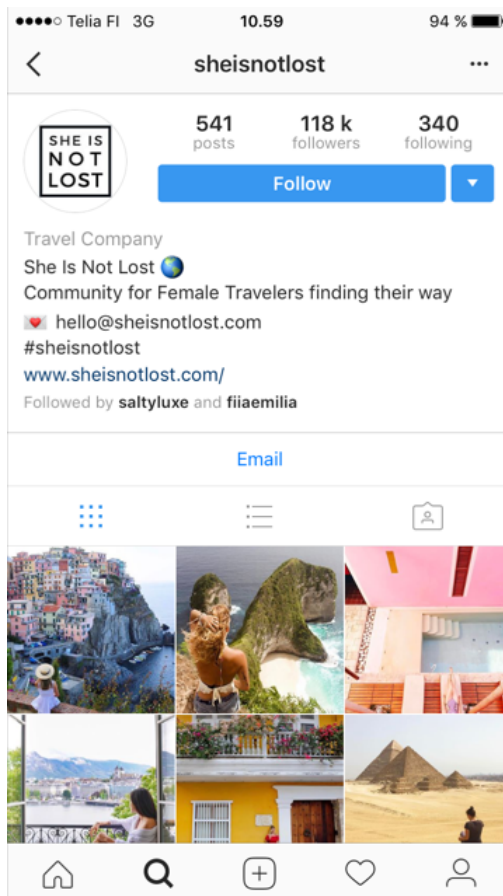 Telia FI 3G 10.59 94 %
sheisnotlost
SHE IS
NOT
LOST
541 118 k 340
posts followers following
Follow
Travel Company
She Is Not Lost 🌎
Community for Female Travelers finding their way
💌 hello@sheisnotlost.com
#sheisnotlost
www.sheisnotlost.com/
Followed by saltyluxe and fiiaemilia
Email